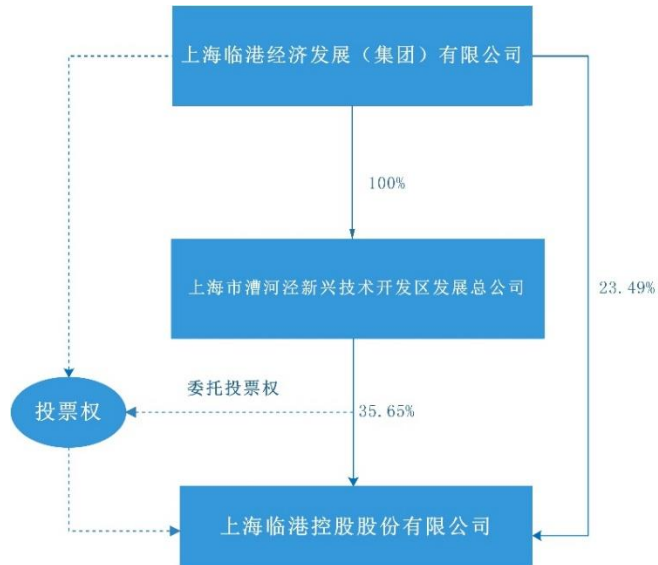 上海临港经济发展（集团）有限公司
100%
上海市漕河泾新兴技术开发区发展总公司
23.49%
委托投票权
投票权
35.65%
上海临港控股股份有限公司